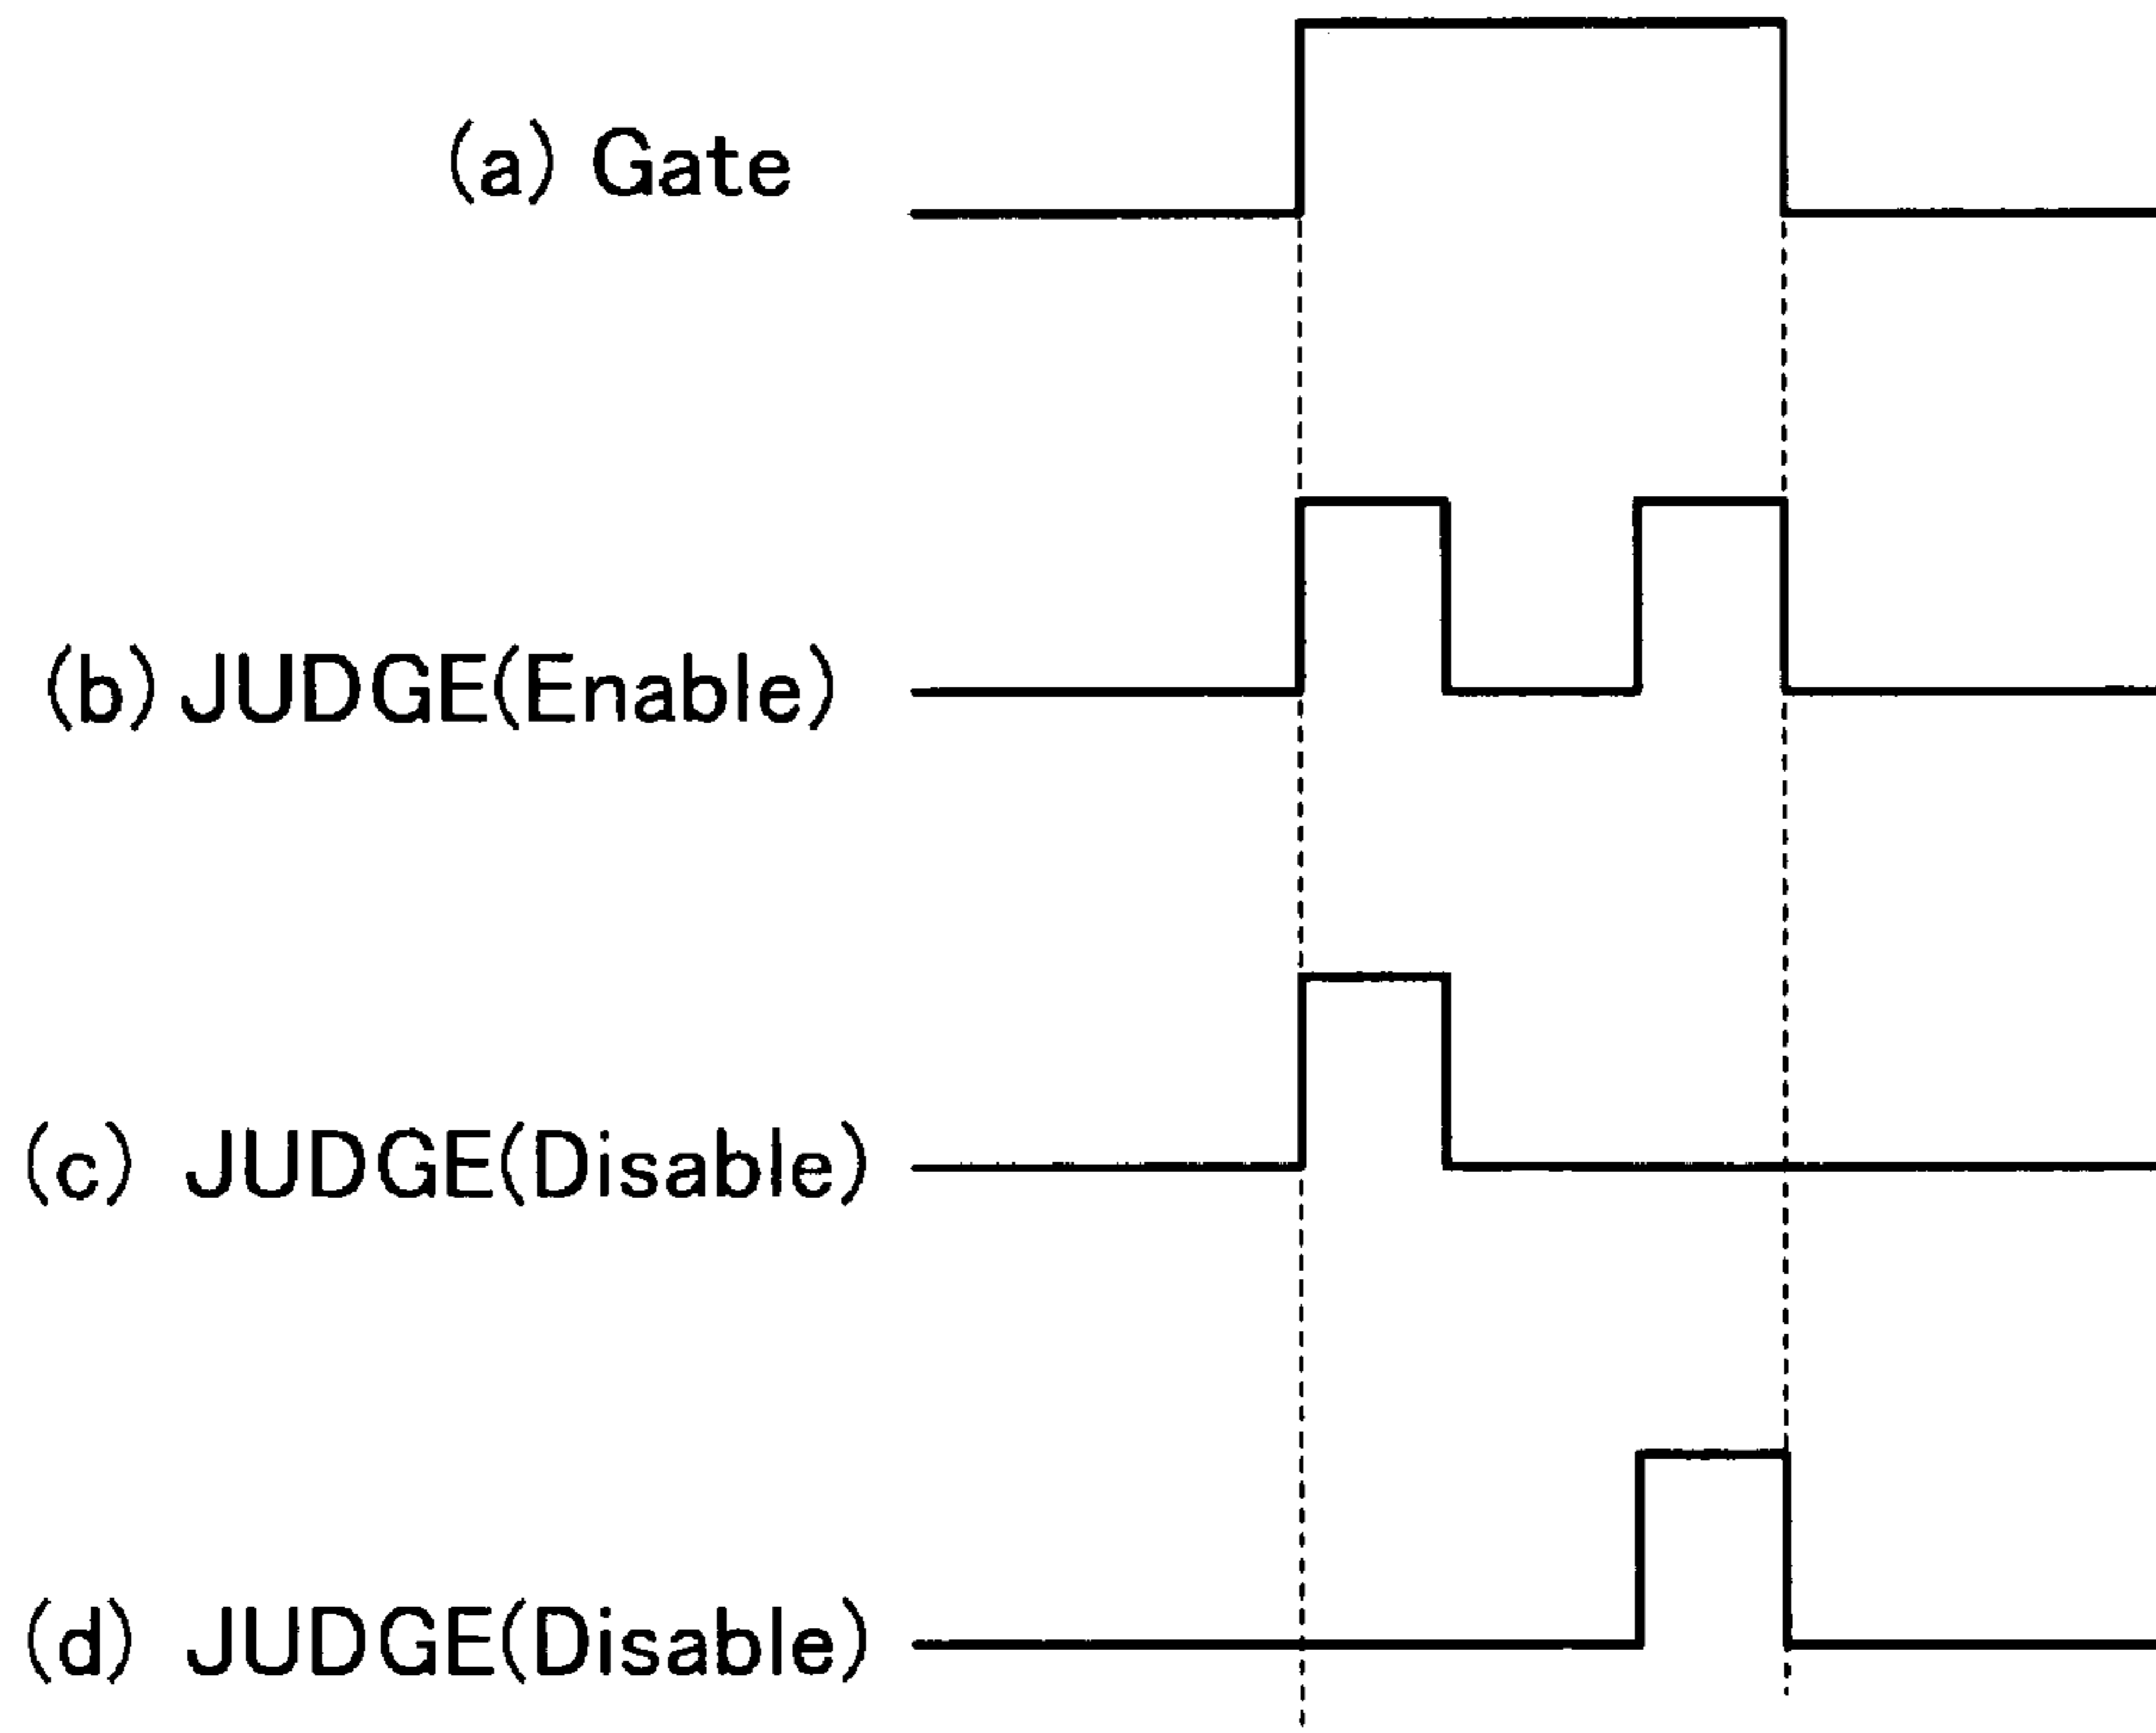 (a) Gate
(b) JUDGE(Enable)
(c) JUDGE(Disable)
(d) JUDGE(Disable)